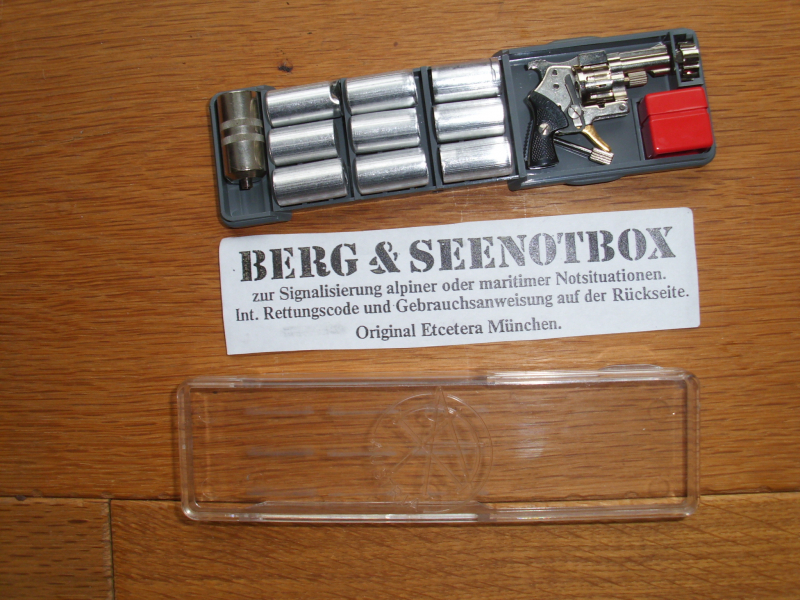 BERG & SEENOTBOX
zur Signalisierung alpiner oder maritimer Notsituationen.
Int. Rettungscode und Gebrauchsanweisung auf der Rückseite.
Original Etcetera München.